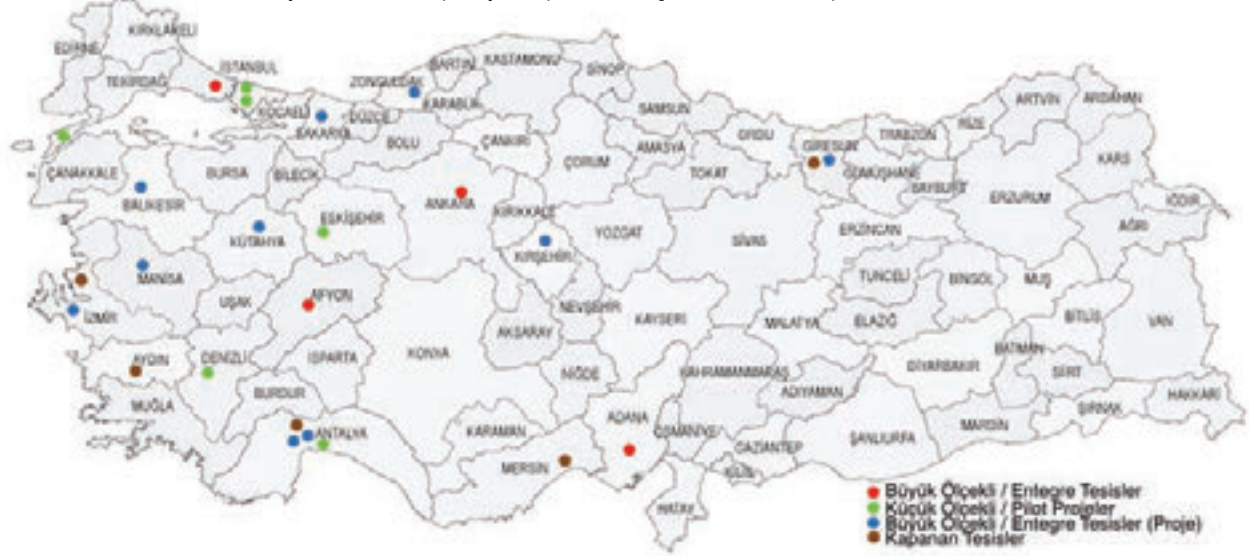 KIRKLARELİ
EDİRNE
TEKİRDAĞ
İSTANBUL
KOCAELİ
SAKARYA
DÜZCE
ZONGULDAK
BARTIN
KARABÜK
KASTAMONU
SİNOP
SAMSUN
ORDU
GİRESUN
TRABZON
RİZE
ARTVİN
ARDAHAN
KARS
IĞDIR
AĞRI
ÇANAKKALE
BALIKESİR
BURSA
BİLECİK
BOLU
ÇANKIRI
ÇORUM
AMASYA
TOKAT
GÜMÜŞHANE
BAYBURT
ERZURUM
ERZİNCAN
KÜTAHYA
ESKİŞEHİR
ANKARA
KIRIKKALE
KIRŞEHİR
YOZGAT
SİVAS
TUNCELİ
BİNGÖL
MUŞ
MANİSA
İZMİR
UŞAK
AFYON
KONYA
AKSARAY
NEVŞEHİR
KAYSERİ
MALATYA
ELAZĞ
BİTLİS
VAN
AYDIN
DENİZLİ
ISPARTA
BURDUR
MUĞLA
ANTALYA
KARAMAN
NİĞDE
MERSİN
ADANA
OSMANİYE
KAHRAMANMARAŞ
ADIYAMAN
GAZİANTEP
KİLİS
HATAY
ŞANLIURFA
DİYARBAKIR
BATMAN
SİİRT
MARDİN
ŞIRNAK
HAKKARİ
Büyük Ölçekli / Entegre Tesisler
Küçük Ölçekli / Pilot Projeler
Büyük Ölçekli / Entegre Tesisler (Proje)
Kapanan Tesisler